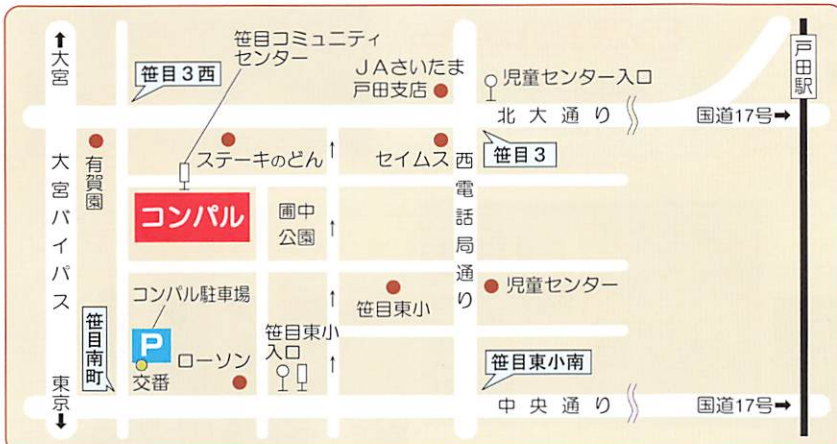 大宮
笹目3西
笹目コミュニティ
センター
JAさいたま
戸田支店
児童センター入口
戸田駅
北大通り
国道17号
有賀園
ステーキのどん
セイムス
笹目3
大宮バイパス
西電話局通り
コンパル
圃中
公園
コンパル駐車場
笹目東小
児童センター
笹目南町
P
交番
ローソン
笹目東小
入口
笹目東小南
東京
中央通り
国道17号